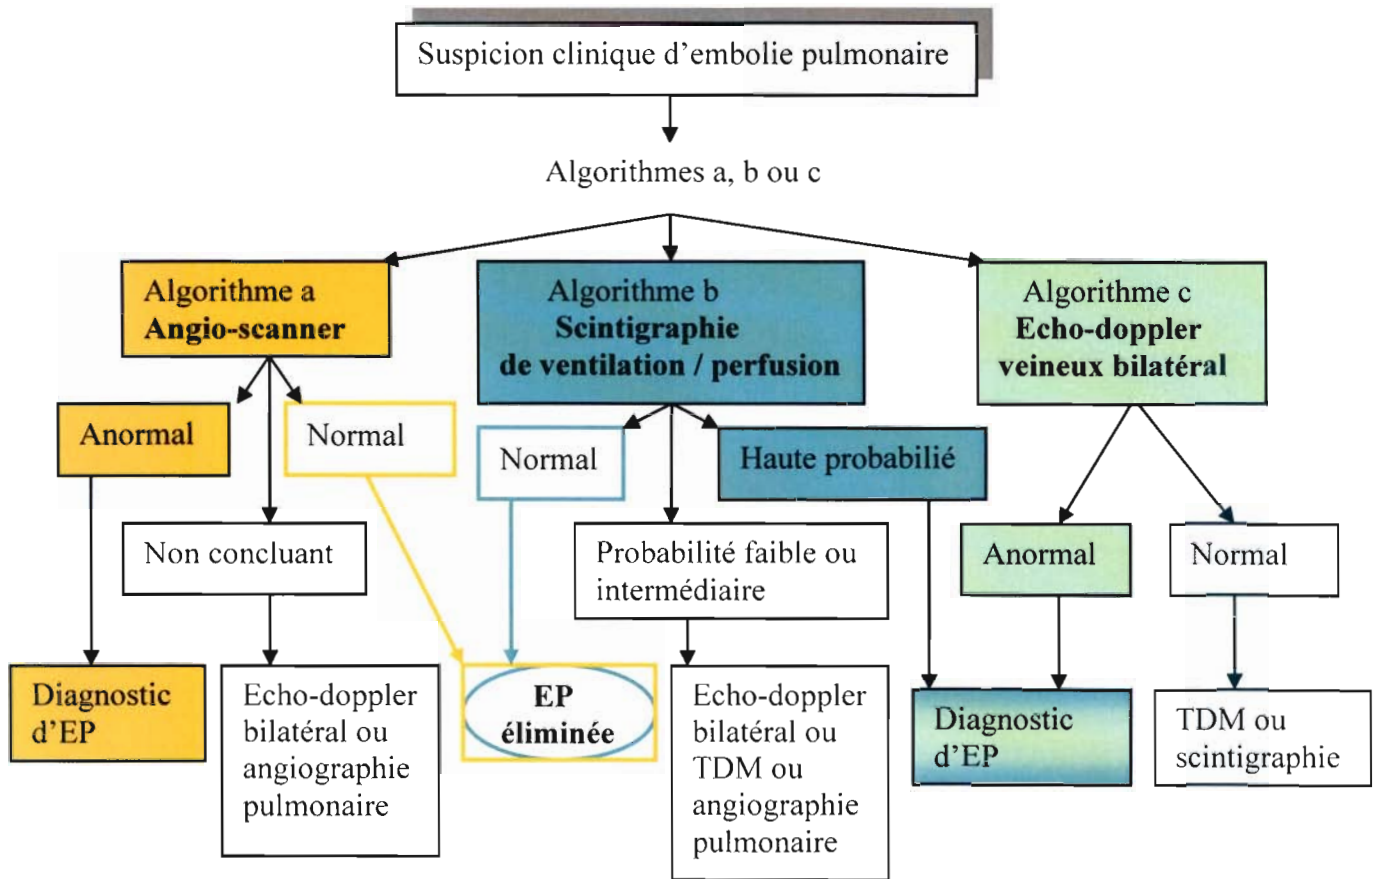 Suspicion clinique d’embolie pulmonaire
Algorithmes a, b ou c
Algorithme a
Angio-scanner
Algorithme b
Scintigraphie
de ventilation / perfusion
Algorithme c
Echo-doppler
veineux bilatéral
Anormal
Normal
Normal
Haute probabilié
Non concluant
Probabilité faible ou
intermédiaire
Anormal
Normal
Diagnostic
d’EP
Echo-doppler
bilatéral ou
angiographie
pulmonaire
EP
éliminée
Echo-doppler
bilatéral ou
TDM ou
angiographie
pulmonaire
Diagnostic
d’EP
TDM ou
scintigraphie